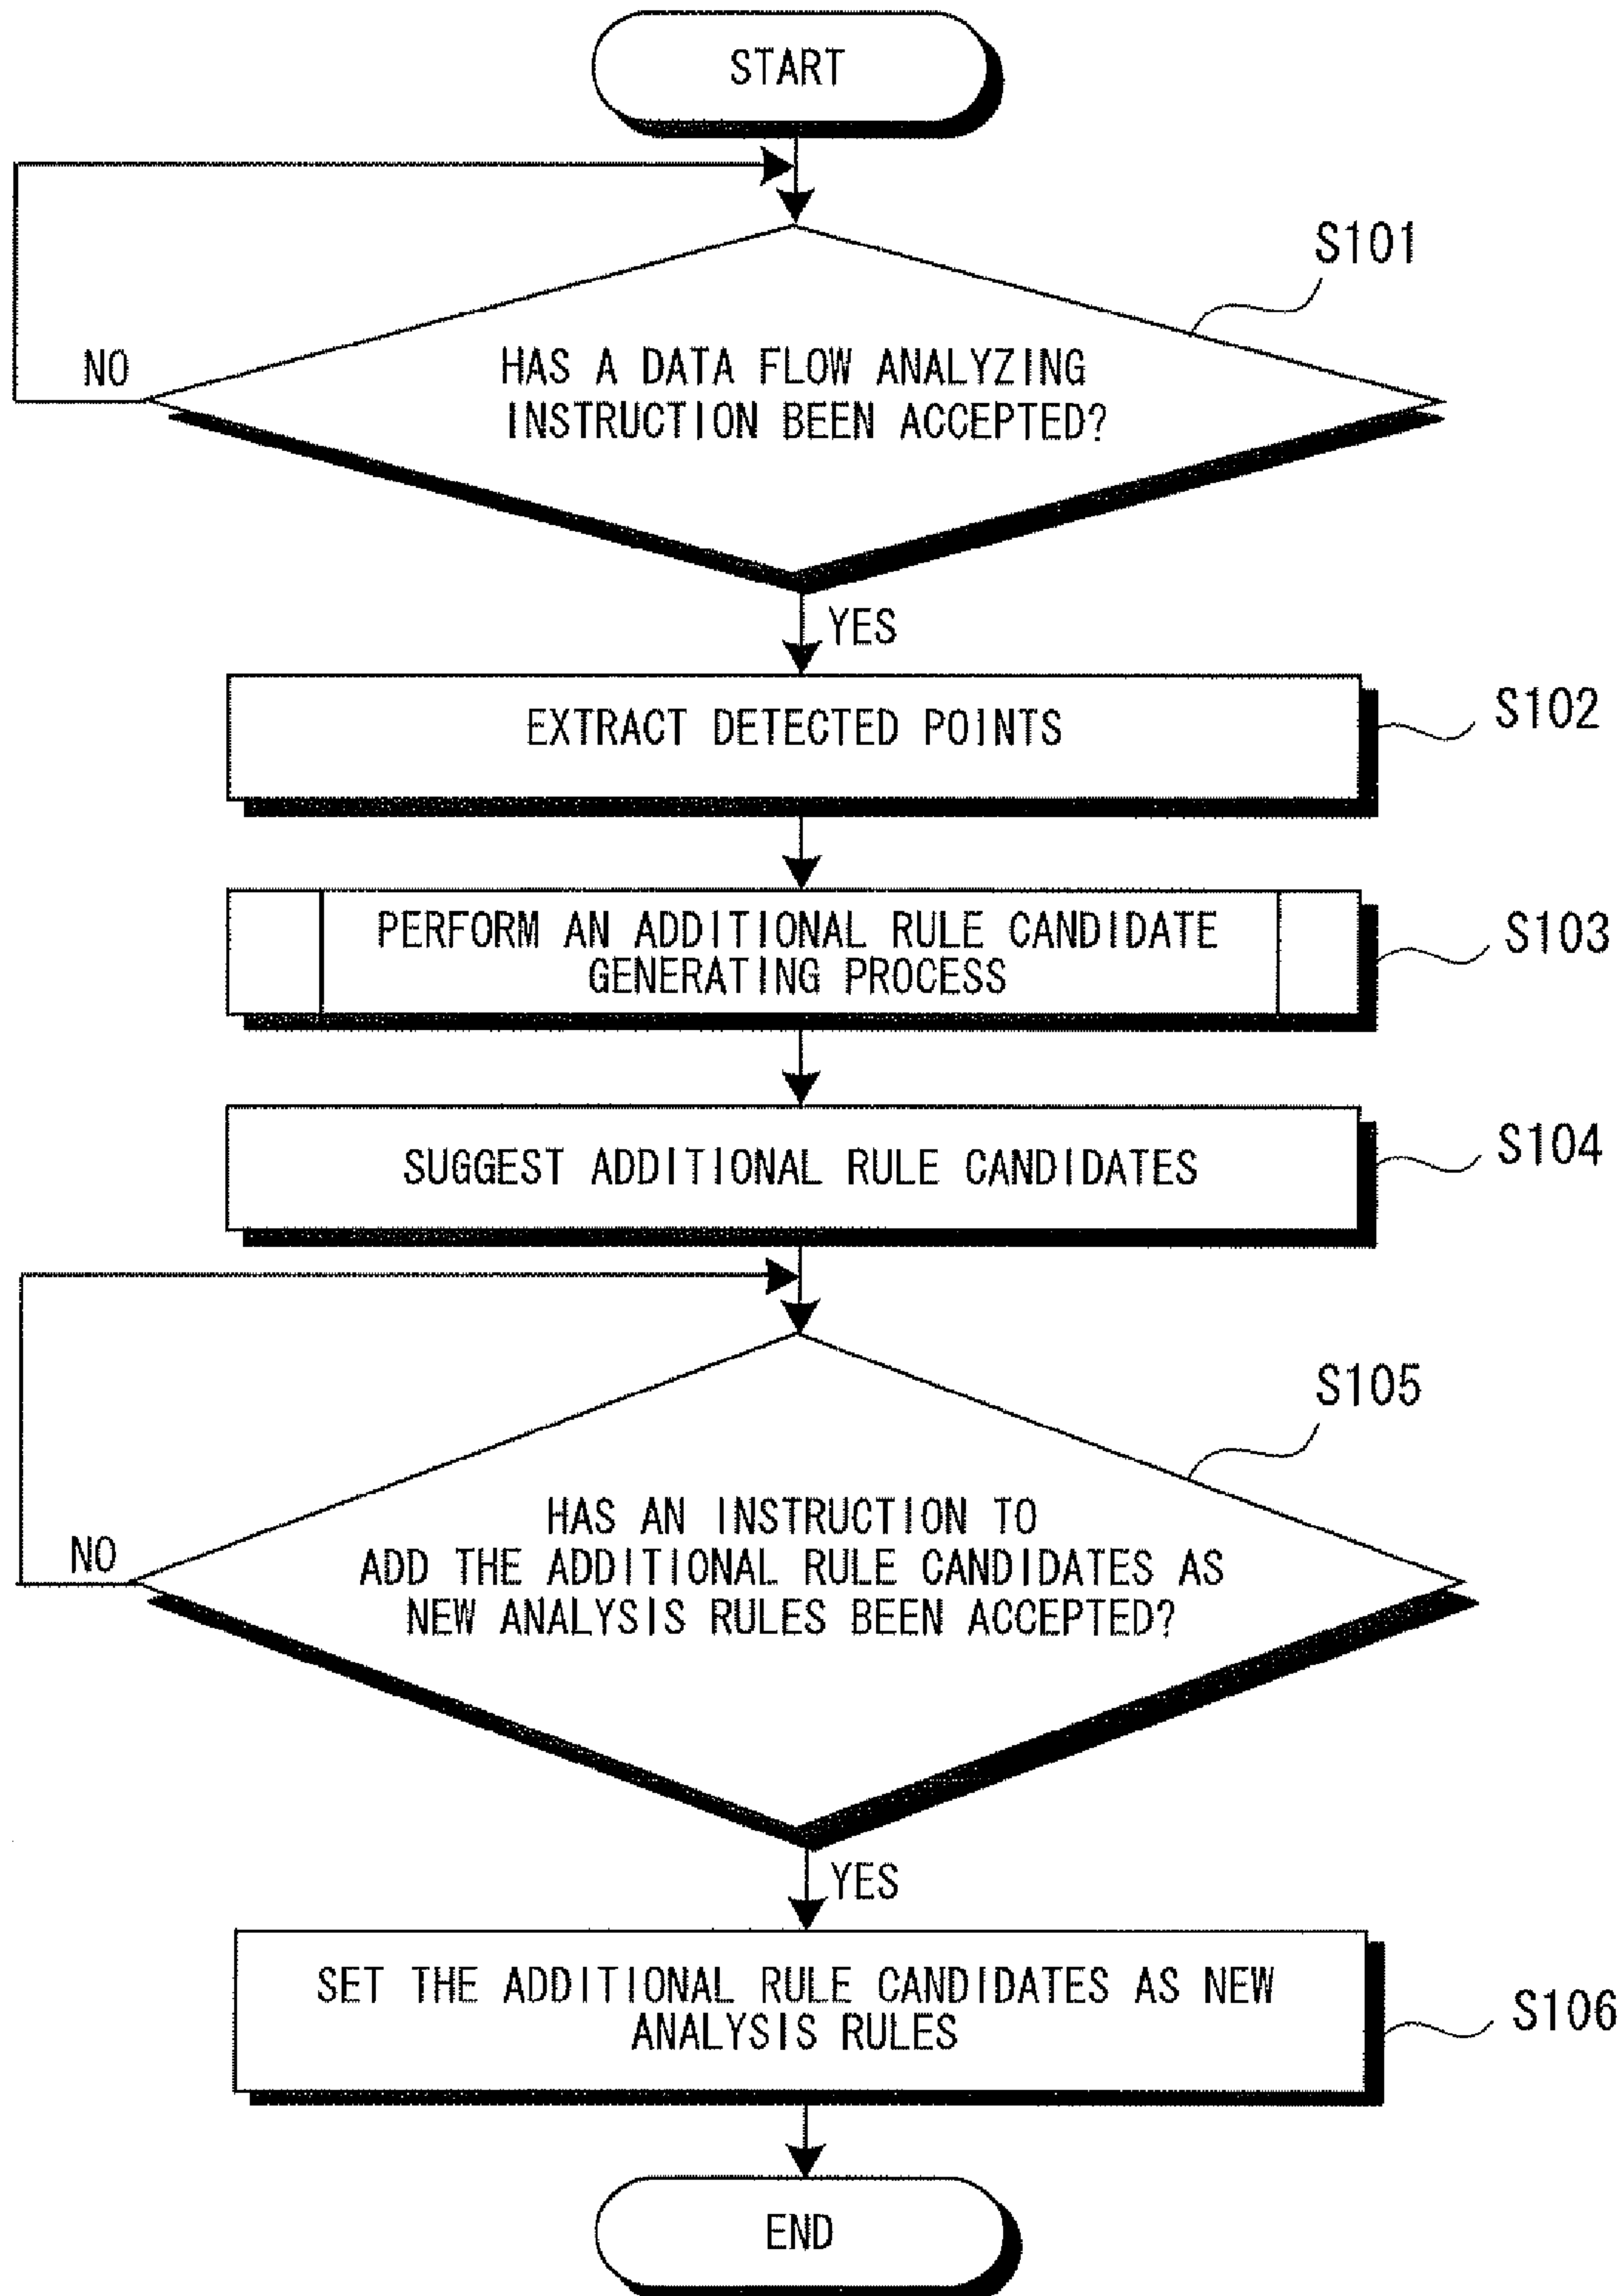 START
S101
NO
HAS A DATA FLOW ANALYZING
INSTRUCTION BEEN ACCEPTED?
YES
EXTRACT DETECTED POINTS
S102
PERFORM AN ADDITIONAL RULE CANDIDATE
GENERATING PROCESS
S103
SUGGEST ADDITIONAL RULE CANDIDATES
S104
S105
NO
HAS AN INSTRUCTION TO
ADD THE ADDITIONAL RULE CANDIDATES AS
NEW ANALYSIS RULES BEEN ACCEPTED?
YES
SET THE ADDITIONAL RULE CANDIDATES AS NEW
ANALYSIS RULES
S106
END